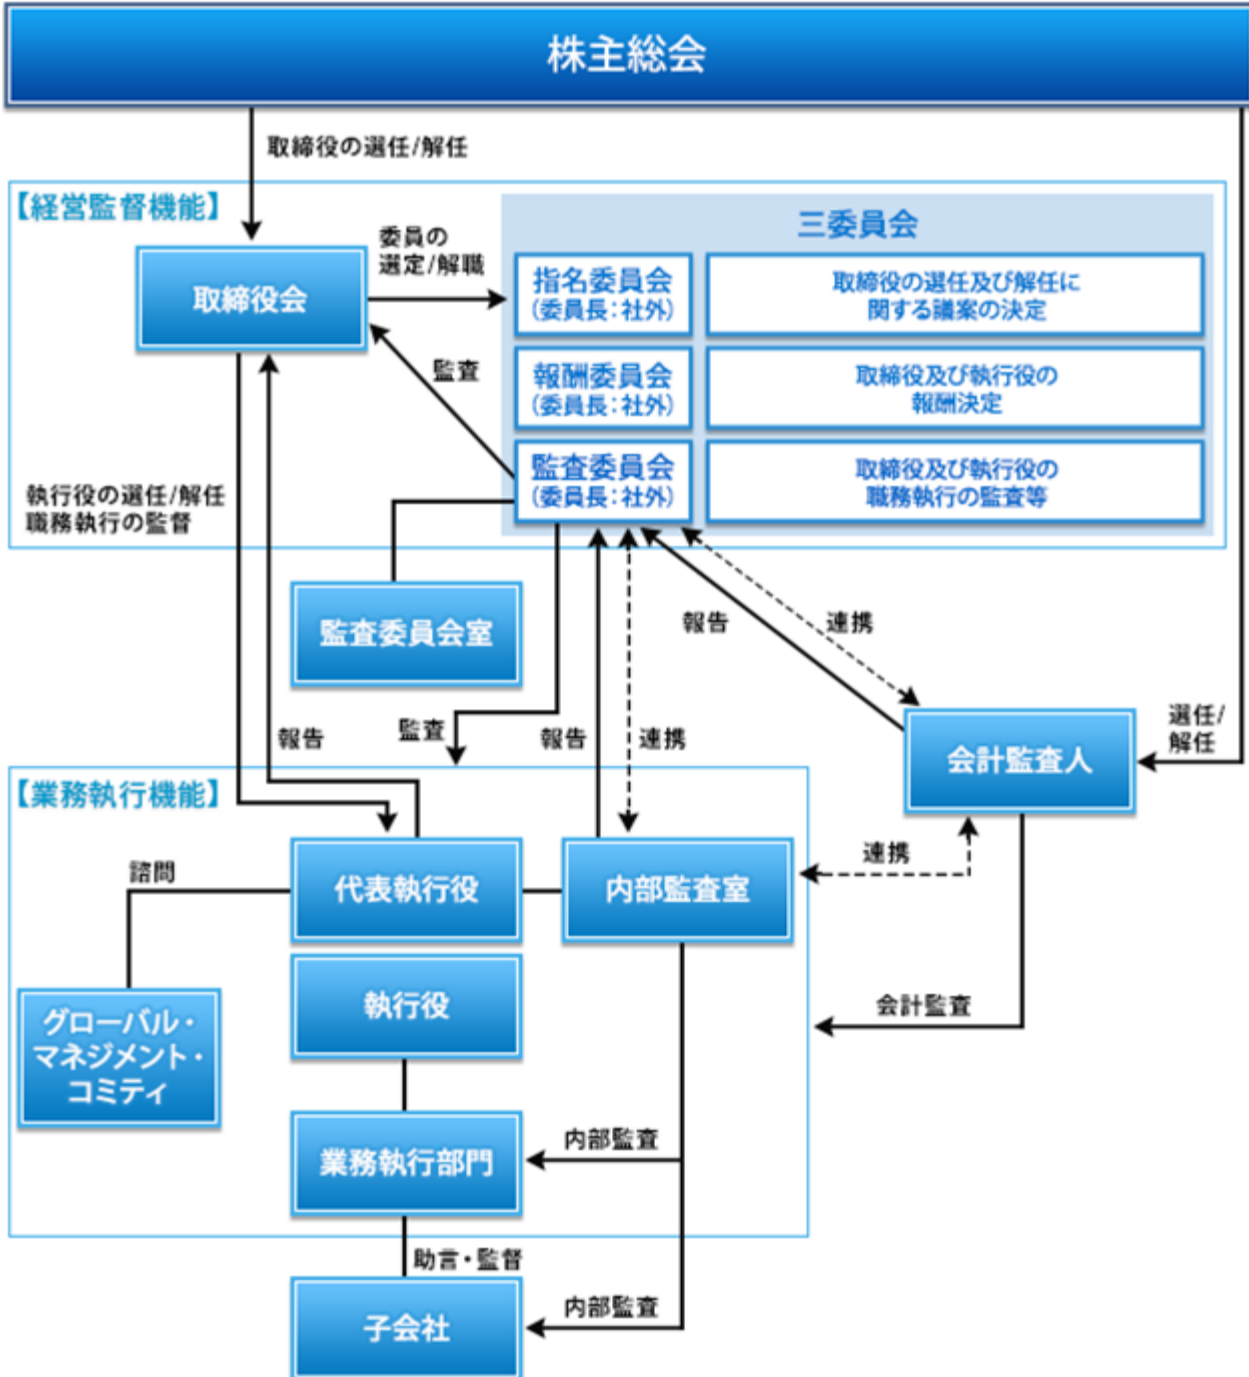 株主総会
取締役の選任/解任
【経営監督機能】
三委員会
委員の
選定/解職
取締役会
指名委員会
(委員長:社外)
取締役の選任及び解任に
関する議案の決定
監査
報酬委員会
(委員長:社外)
取締役及び執行役の
報酬決定
監査委員会
(委員長:社外)
取締役及び執行役の
職務執行の監査等
執行役の選任/解任
職務執行の監督
監査委員会室
報告
連携
報告
監査
報告
連携
選任/
解任
会計監査人
【業務執行機能】
連携
諮問
代表執行役
内部監査室
執行役
会計監査
グローバル・
マネジメント・
コミティ
業務執行部門
内部監査
助言・監督
子会社
内部監査